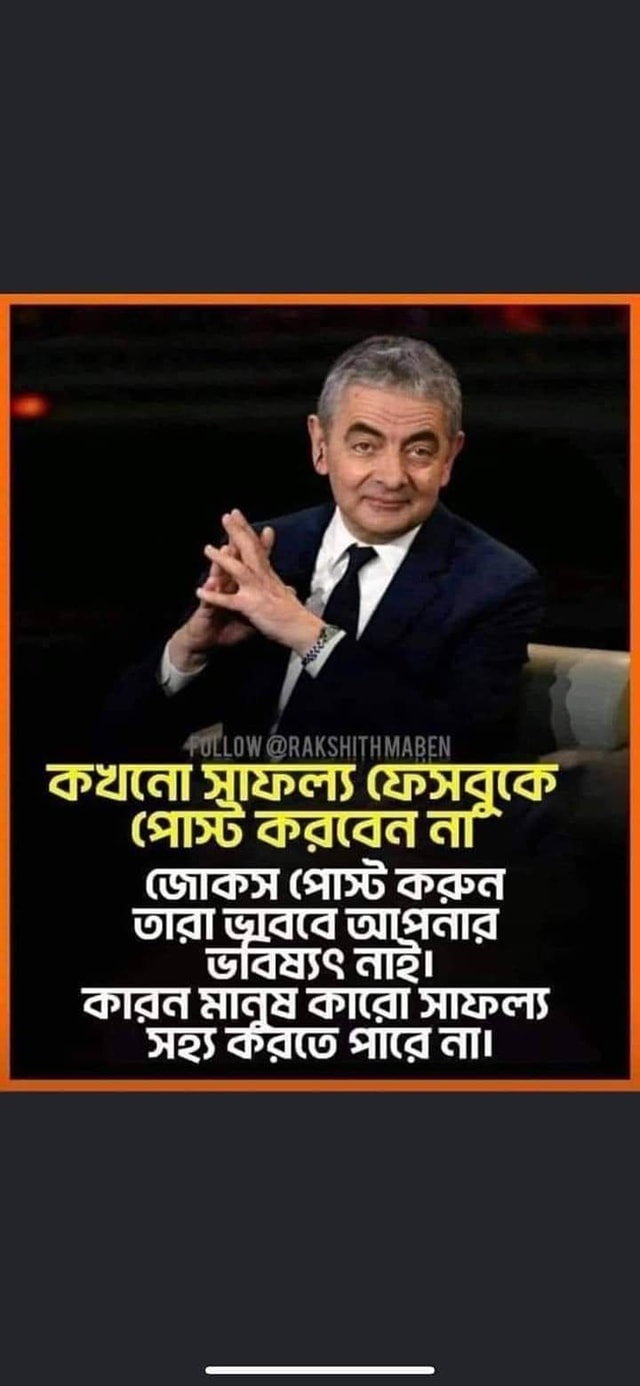 FOLLOW @RAKSHITHMABEN
কখনো সাফল্য ফেসবুকে
পোস্ট করবেন না
জোকস পোস্ট করুন
তারা ভাববে আপনার
ভবিষ্যৎ নাই।
কারন মানুষ কারো সাফল্য
সহ্য করতে পারে না।